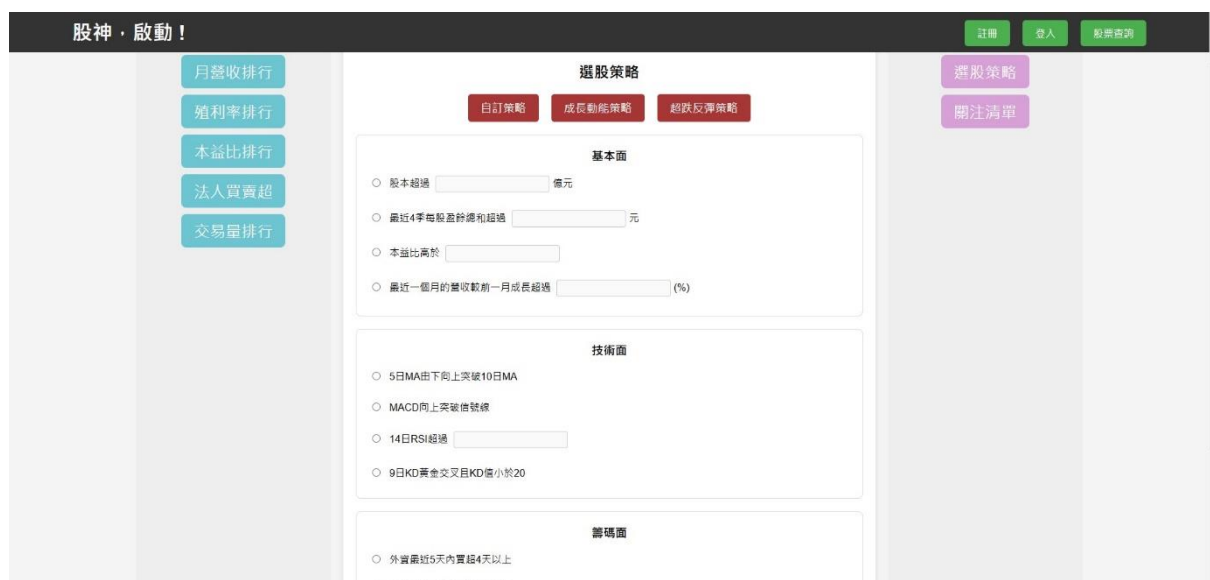 股神，啟動！
註冊 登入 股票查詢
月營收排行
殖利率排行
本益比排行
法人買賣超
交易量排行
選股策略
自訂策略 成長動能策略 超跌反彈策略
基本面
股本超過 億元
最近4季每股盈餘總和超過 元
本益比高於
最近一個月的營收較前一月成長超過 (%)
技術面
5日MA由下向上突破10日MA
MACD向上突破信號線
14日RSI超過
9日KD黃金交叉且KD值小於20
籌碼面
外資最近5天內買超4天以上
選股策略
關注清單